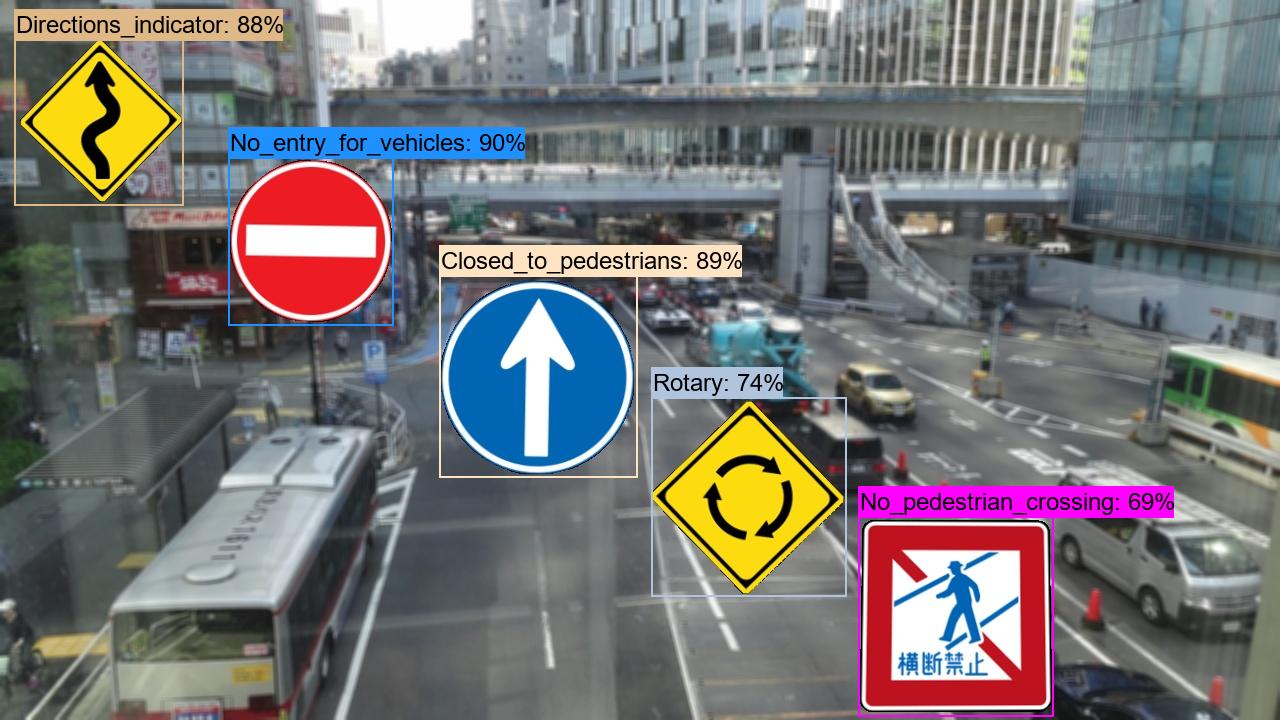 Directions_indicator: 88%
No_entry_for_vehicles: 90%
Closed_to_pedestrians: 89%
P
Rotary: 74%
No_pedestrian_crossing: 69%
横断禁止